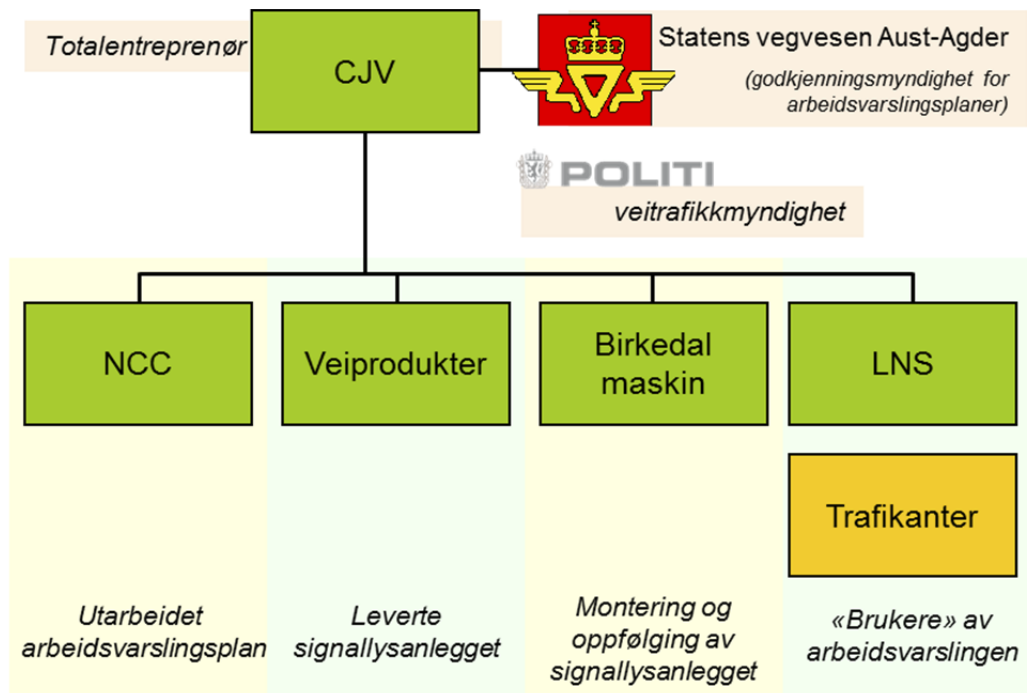 Totalentreprenør
CJV
Statens vegvesen Aust-Agder
(godkjenningsmyndighet for
arbeidsvarslingsplaner)
POLITI
veitrafikkmyndighet
NCC
Veiprodukter
Birkedal
maskin
LNS
Trafikanter
Utarbeidet
arbeidsvarslingsplan
Leverte
signallysanlegget
Montering og
oppfølging av
signallysanlegget
«Brukere» av
arbeidsvarslingen